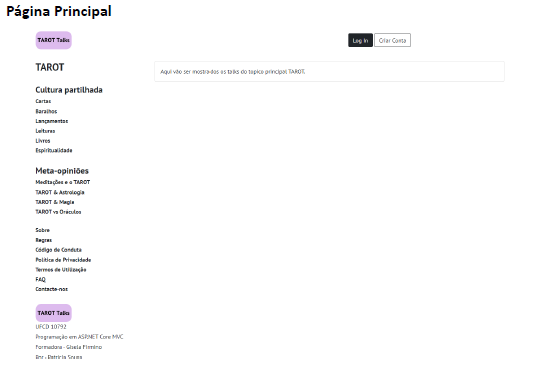 Página Principal
TAROT Talks
Log In
Criar Conta
TAROT
Aqui vão ser mostrados os talks do topico principal TAROT.
Cultura partilhada
Cartas
Baralhos
Lançamentos
Leituras
Livros
Espiritualidade
Meta-opiniões
Meditações e o TAROT
TAROT & Astrologia
TAROT & Magia
TAROT vs Oráculos
Sobre
Regras
Código de Conduta
Política de Privacidade
Termos de Utilização
FAQ
Contacte-nos
TAROT Talks
UFCD 10792
Programação em ASP.NET Core MVC
Formadora - Gisela Firmino
Patrícia Sousa